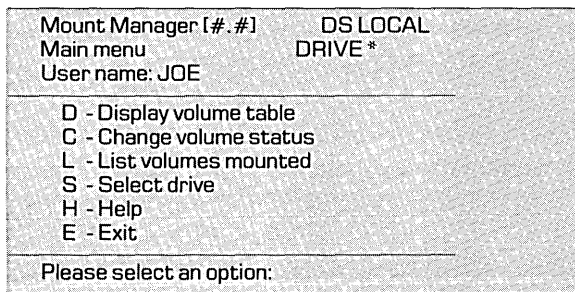 Mount Manager [#.#] DS LOCAL
Main menu DRIVE *
User name: JOE
D - Display volume table
C - Change volume status
L - List volumes mounted
S - Select drive
H - Help
E - Exit
Please select an option: